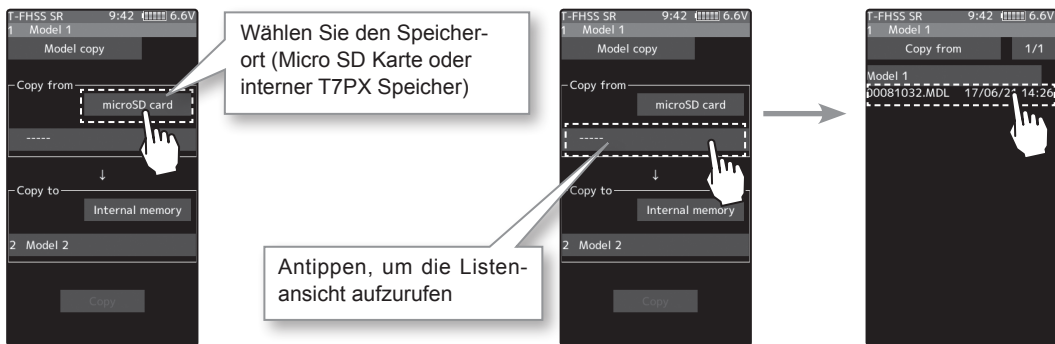 T-FHSS SR 9:42 6.6V
1 Model 1
Model copy
Copy from
microSD card
-----
↓
Copy to
Internal memory
2 Model 2
Copy
Wählen Sie den Speicher-
ort (Micro SD Karte oder
interner T7PX Speicher)
T-FHSS SR 9:42 6.6V
1 Model 1
Model copy
Copy from
microSD card
-----
↓
Copy to
Internal memory
2 Model 2
Copy
Antippen, um die Listen-
ansicht aufzurufen
T-FHSS SR 9:42 6.6V
1 Model 1
Copy from 1/1
Model 1
00081032.MDL 17/06/21 14:26